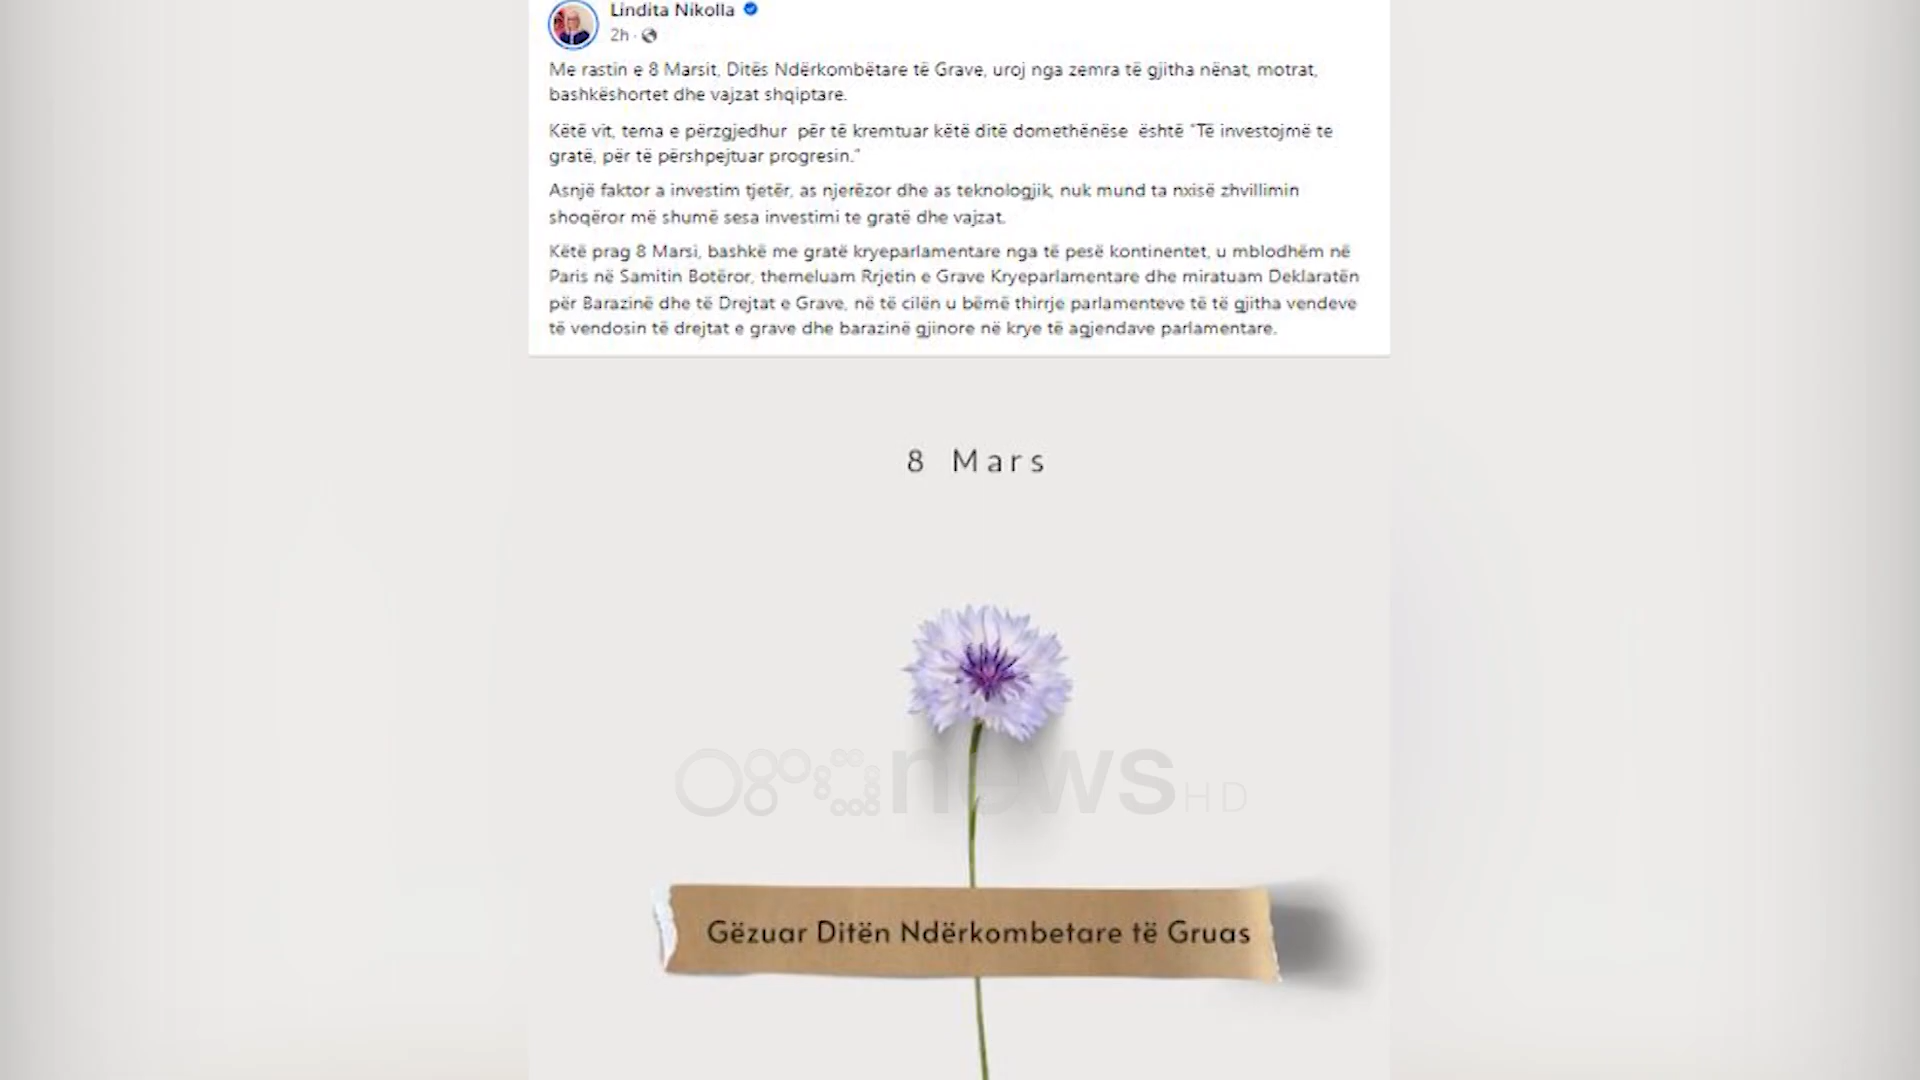 Lindita Nikolla
2h
Me rastin e 8 Marsit, Ditës Ndërkombëtare të Grave, uroj nga zemra të gjitha nënat, motrat,
bashkëshortet dhe vajzat shqiptare.
Këtë vit, tema e përzgjedhur për të kremtuar këtë ditë domethënëse është "Të investojmë te
gratë, për të përshpejtuar progresin."
Asnjë faktor a investim tjetër, as njerëzor dhe as teknologjik, nuk mund ta nxisë zhvillimin
shoqëror më shumë sesa investimi te gratë dhe vajzat.
Këtë prag 8 Marsi, bashkë me gratë kryeparlamentare nga të pesë kontinentet, u mblodhëm në
Paris në Samitin Botëror, themeluam Rrjetin e Grave Kryeparlamentare dhe miratuam Deklaratën
për Barazinë dhe të Drejtat e Grave, në të cilën u bëmë thirrje parlamenteve të të gjitha vendeve
të vendosin të drejtat e grave dhe barazinë gjinore në krye të agjendave parlamentare.
8 Mars
ora news HD
Gëzuar Ditën Ndërkombetare të Gruas